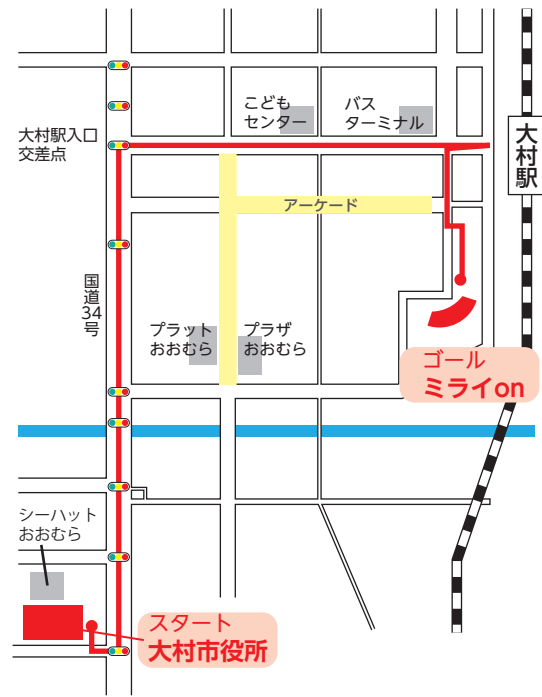 こども
センター
バス
ターミナル
大村駅入口
交差点
大村駅
アーケード
国道34号
プラット
おおむら
プラザ
おおむら
ゴール
ミライon
シーハット
おおむら
スタート
大村市役所